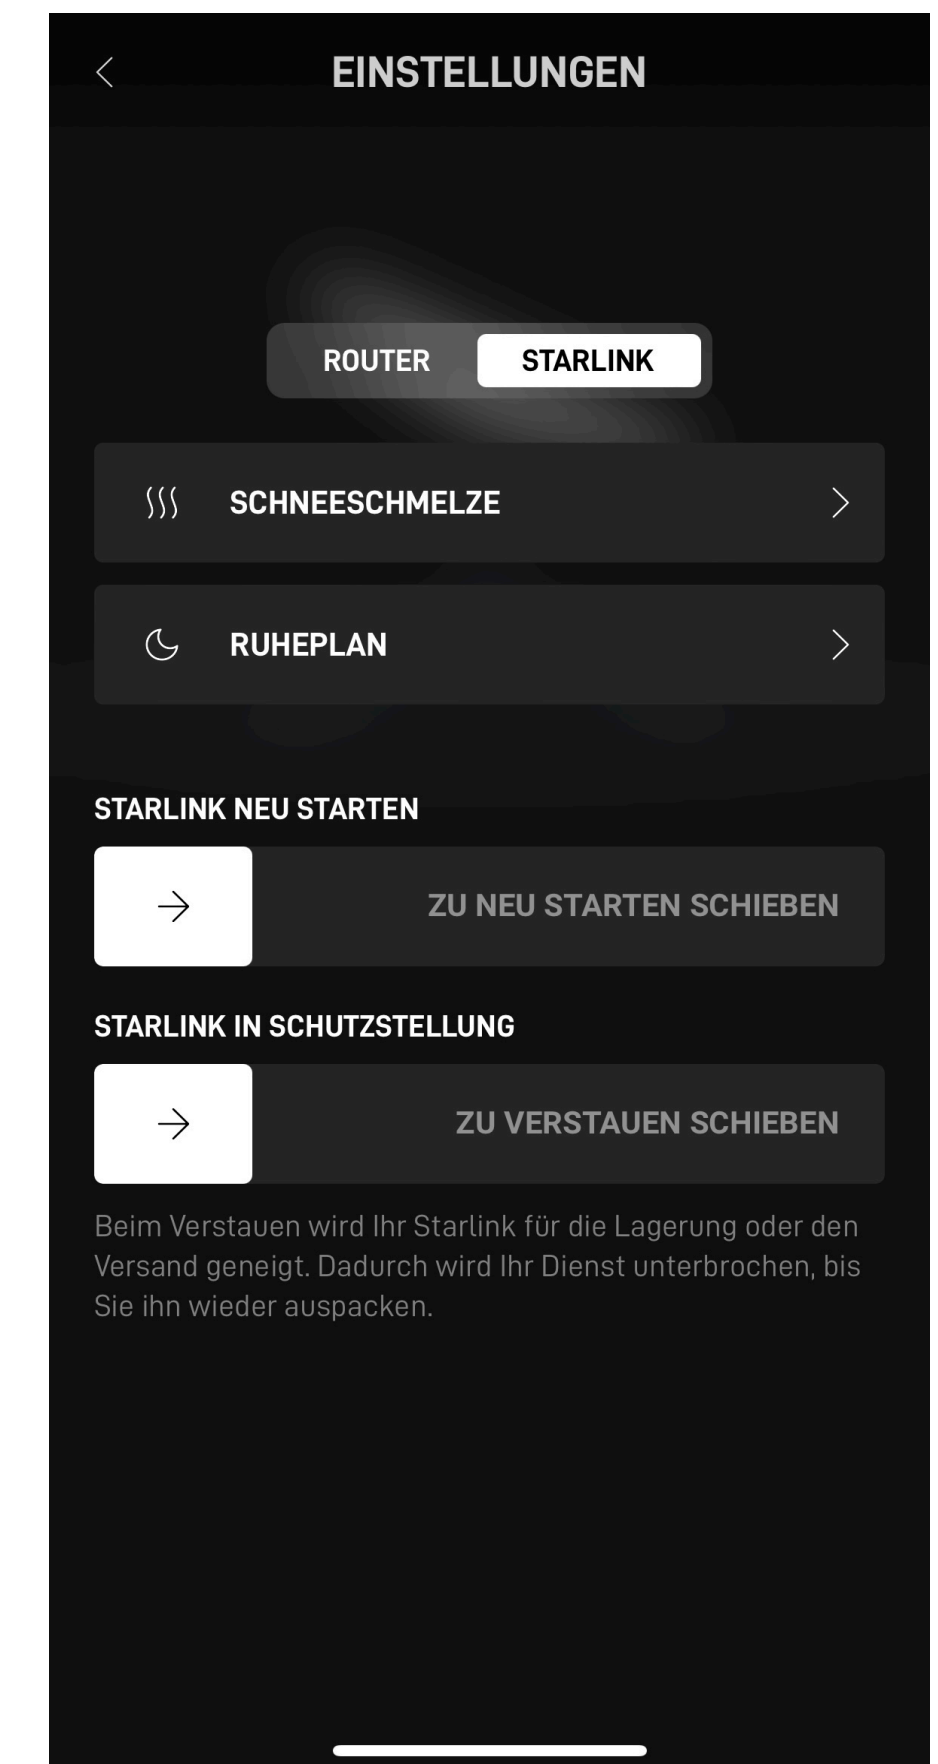 EINSTELLUNGEN
ROUTER STARLINK
SCHNEESCHMELZE
RUHEPLAN
STARLINK NEU STARTEN
ZU NEU STARTEN SCHIEBEN
STARLINK IN SCHUTZSTELLUNG
ZU VERSTAUEN SCHIEBEN
Beim Verstauen wird Ihr Starlink für die Lagerung oder den
Versand geneigt. Dadurch wird Ihr Dienst unterbrochen, bis
Sie ihn wieder auspacken.